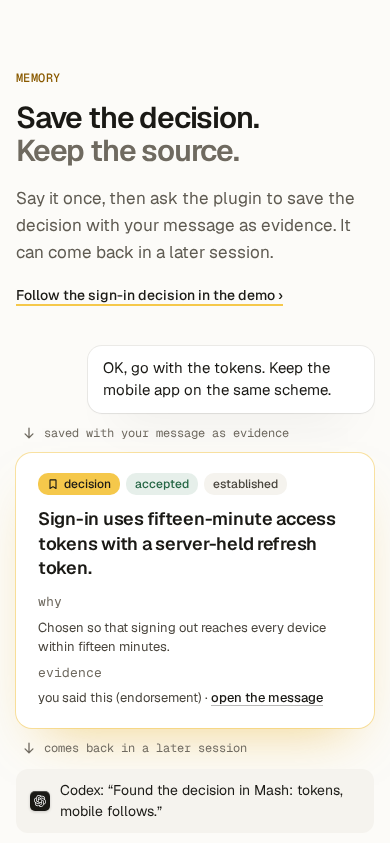 MEMORY
Save the decision.
Keep the source.
Say it once, then ask the plugin to save the
decision with your message as evidence. It
can come back in a later session.
Follow the sign-in decision in the demo ›
OK, go with the tokens. Keep the
mobile app on the same scheme.
↓ saved with your message as evidence
decision accepted established
Sign-in uses fifteen-minute access
tokens with a server-held refresh
token.
why
Chosen so that signing out reaches every device
within fifteen minutes.
evidence
you said this (endorsement) · open the message
↓ comes back in a later session
Codex: “Found the decision in Mash: tokens,
mobile follows.”